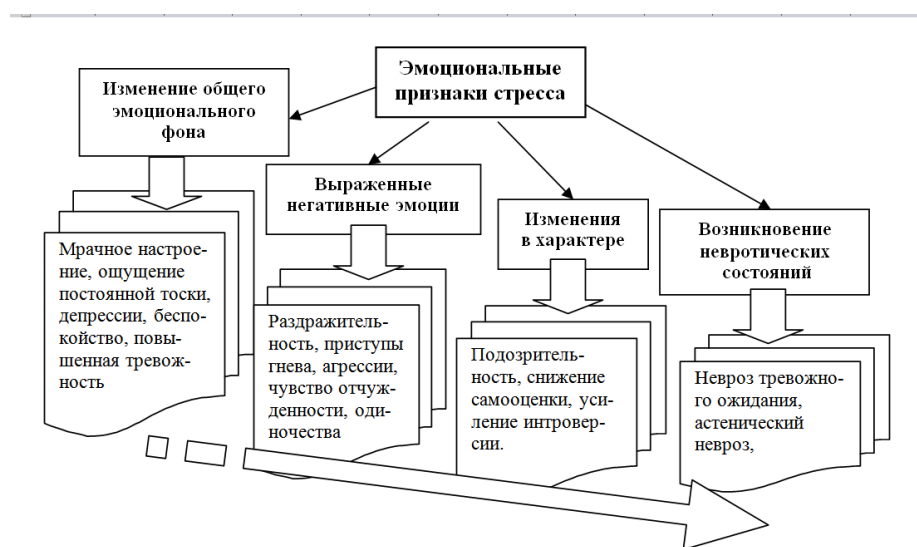 Эмоциональные
признаки стресса
Изменение общего
эмоционального
фона
Мрачное настрое-
ние, ощущение
постоянной тоски,
депрессии, беспо-
койство, повы-
шенная тревож-
ность
Выраженные
негативные эмоции
Раздражитель-
ность, приступы
гнева, агрессии,
чувство отчуж-
денности, оди-
ночества
Изменения
в характере
Подозритель-
ность, снижение
самооценки, уси-
ление интровер-
сии.
Возникновение
невротических
состояний
Невроз тревожно-
го ожидания,
астенический
невроз,